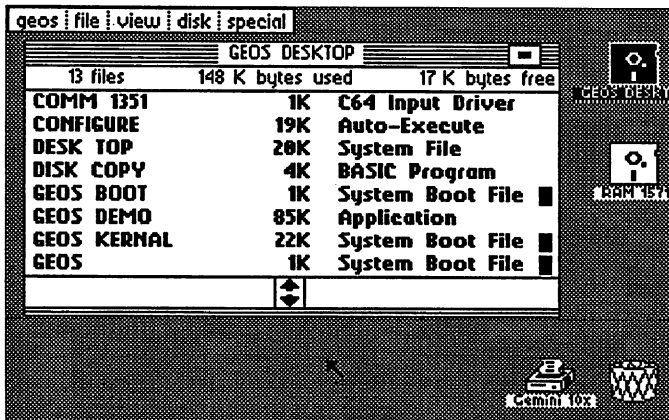 geos file view disk special
GEOS DESKTOP
13 files 148 K bytes used 17 K bytes free
COMM 1351 1K C64 Input Driver
CONFIGURE 19K Auto-Execute
DESK TOP 28K System File
DISK COPY 4K BASIC Program
GEOS BOOT 1K System Boot File
GEOS DEMO 85K Application
GEOS KERNAL 22K System Boot File
GEOS 1K System Boot File
GEOS DESKT
RAM 1571
Gemini 10x